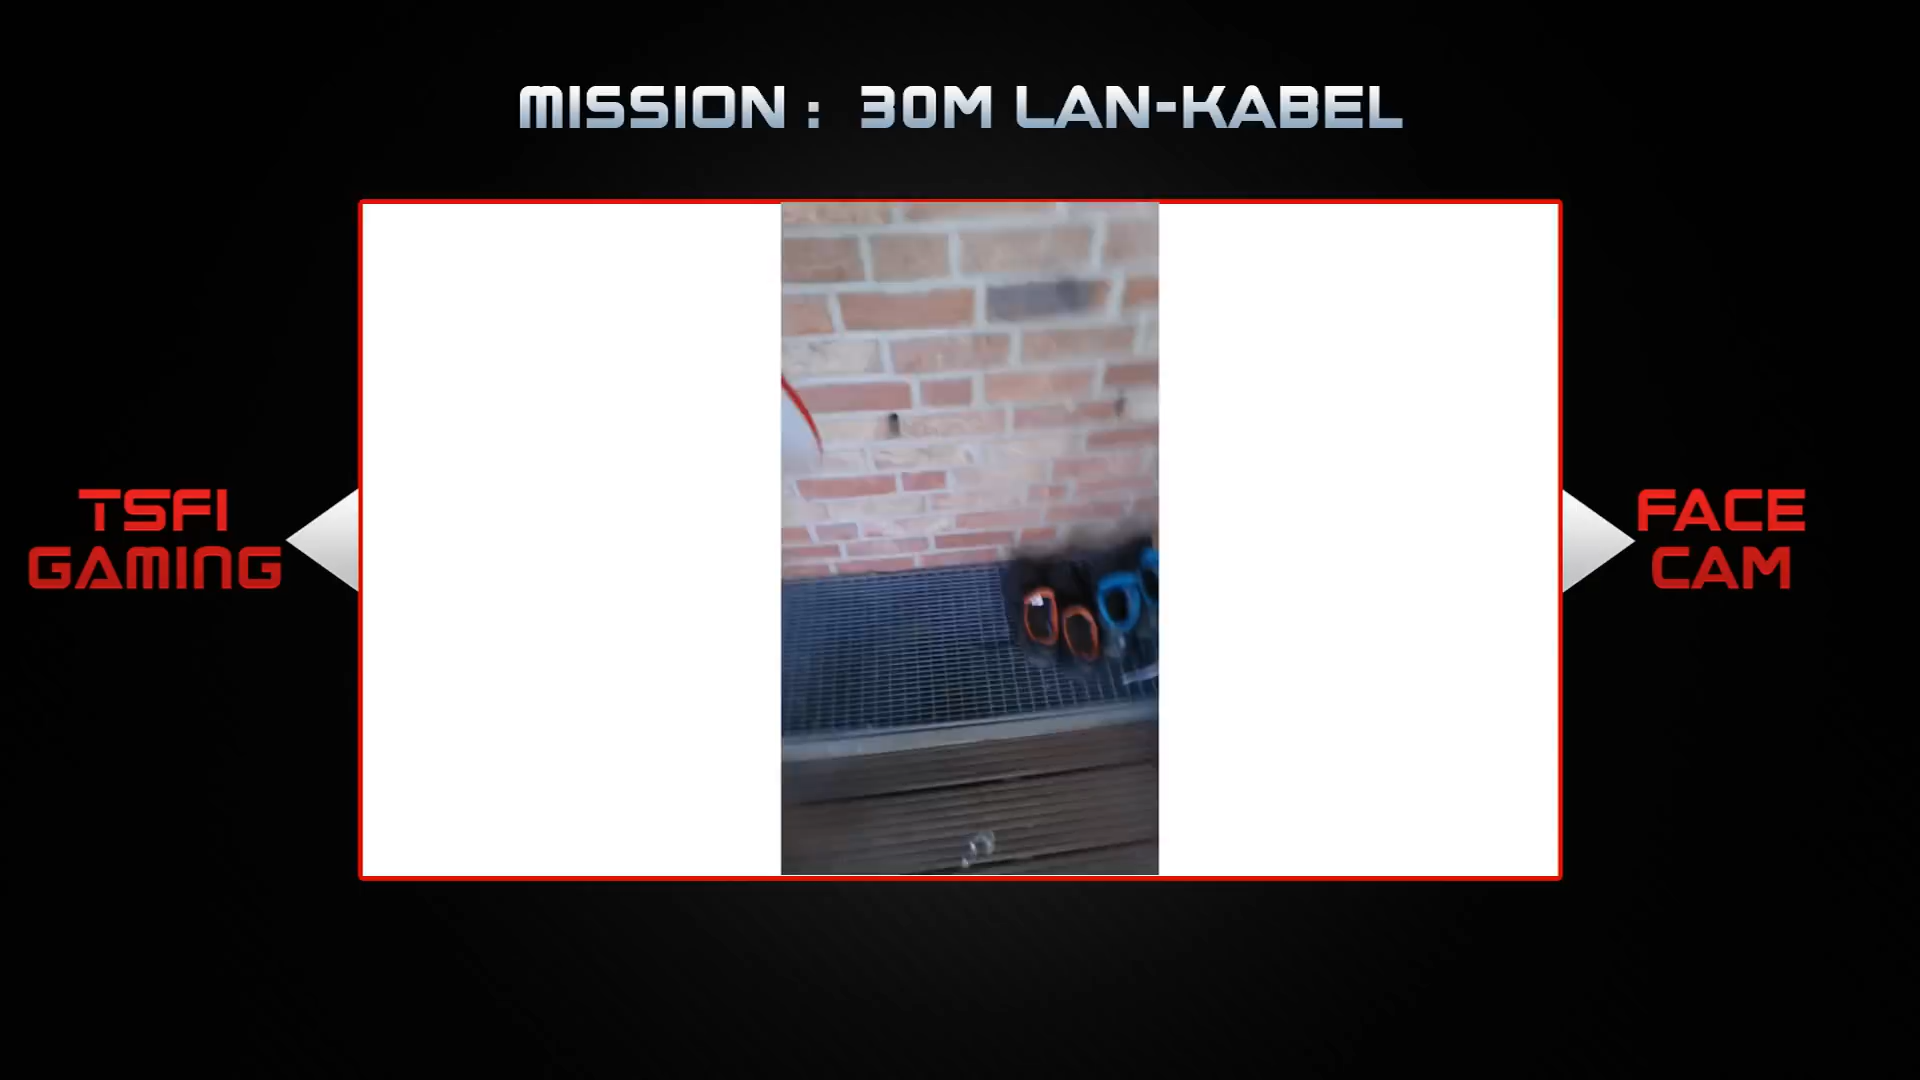 MISSION : 30M LAN-KABEL
TSFI
GAMING
FACE
CAM